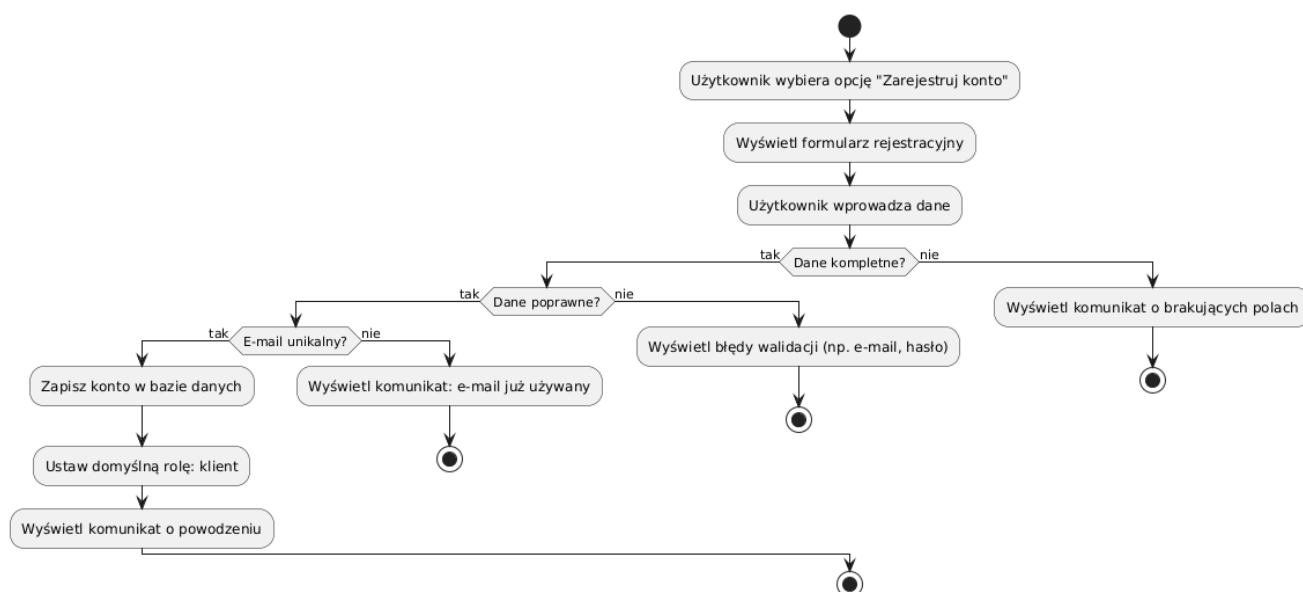 Użytkownik wybiera opcję "Zarejestruj konto"
Wyświetl formularz rejestracyjny
Użytkownik wprowadza dane
tak
Dane kompletne?
nie
tak
Dane poprawne?
nie
Wyświetl komunikat o brakujących polach
tak
E-mail unikalny?
nie
Wyświetl błędy walidacji (np. e-mail, hasło)
Zapisz konto w bazie danych
Wyświetl komunikat: e-mail już używany
Ustaw domyślną rolę: klient
Wyświetl komunikat o powodzeniu